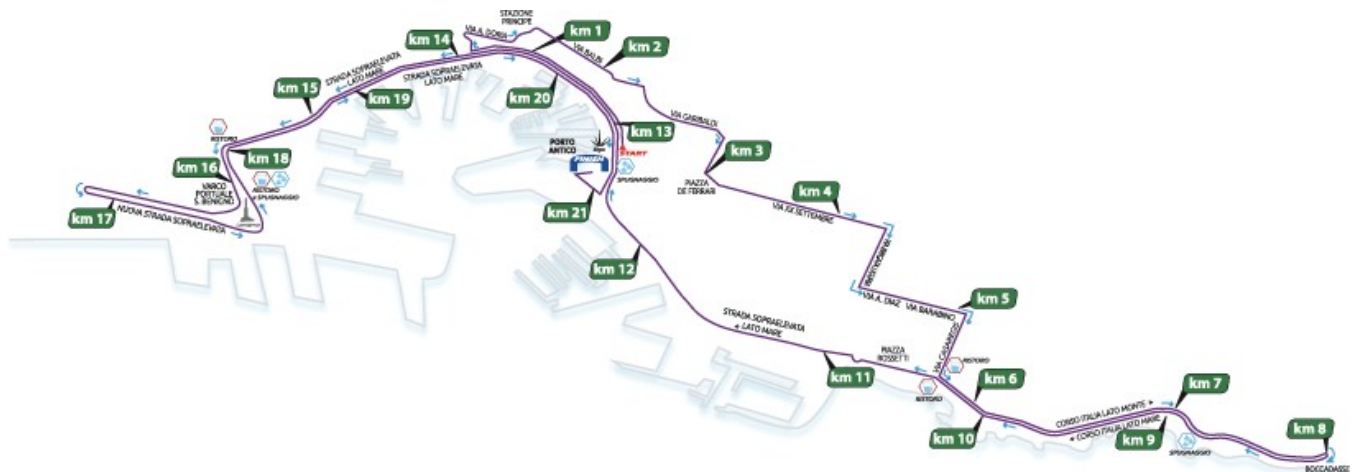 STAZIONE
PRINCIPE
VIA A. DORIA
km 1
km 14
km 2
VIA BALBI
STRADA SOPRAELEVATA
LATO MARE
STRADA SOPRAELEVATA
LATO MARE
km 15
km 19
km 20
VIA GARIBALDI
RISTORO
km 13
PORTO
ANTICO
START
FINISH
km 3
km 18
km 16
SPUGNAGGIO
PIAZZA
DE FERRARI
VARCO
PORTUALE
S. BENIGNO
RISTORO
e SPUGNAGGIO
km 4
VIA XX SETTEMBRE
km 17
NUOVA STRADA SOPRAELEVATA
km 21
km 12
VIA A. DIAZ
VIA BARABINO
km 5
STRADA SOPRAELEVATA
LATO MARE
PIAZZA
ROSSETTI
VIA CASAREGIS
RISTORO
km 11
RISTORO
km 6
km 7
CORSO ITALIA LATO MONTE
CORSO ITALIA LATO MARE
km 10
km 9
km 8
SPUGNAGGIO
BOCCADASSE